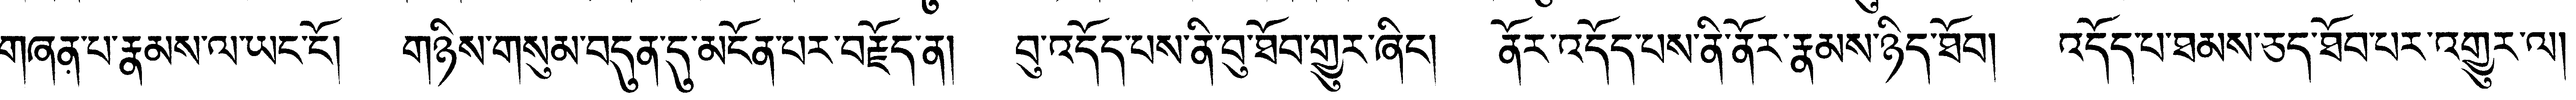 གཞན་པ་རྣམས་ལ་ཡང་ངོ། གཉིས་གསུམ་བདུན་དུ་མངོན་པར་བརྗོད་ན། བུ་འདོད་པས་ནི་བུ་ཐོབ་གྱུར་ཞིང། ནོར་འདོད་པས་ནི་ནོར་རྣམས་ཉིད་ཐོབ། འདོད་པ་ཐམས་ཅད་ཐོབ་པར་འགྱུར་ལ།